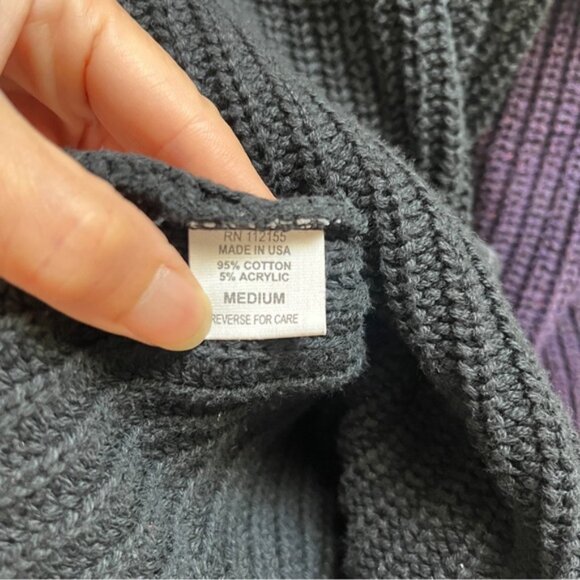 RN 112155
MADE IN USA
95% COTTON
5% ACRYLIC
MEDIUM
REVERSE FOR CARE